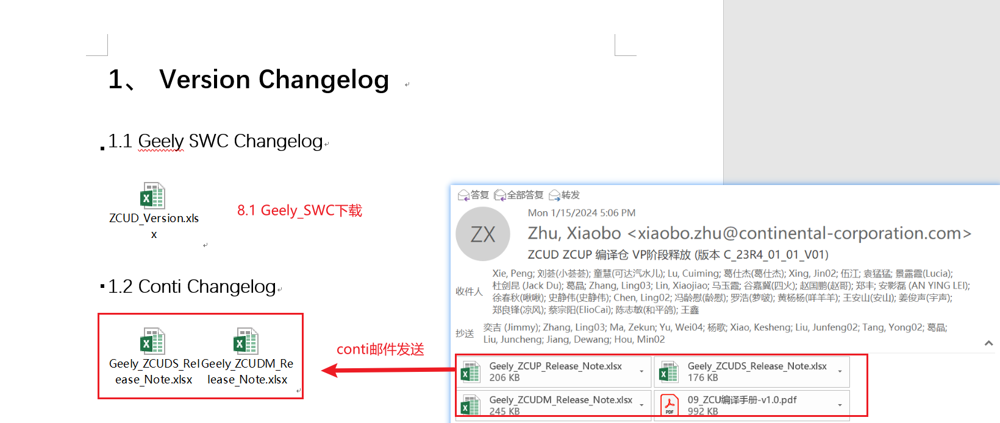 1、 Version Changelog
1.1 Geely SWC Changelog
ZCUD_Version.xls
x
8.1 Geely_SWC下载
1.2 Conti Changelog
Geely_ZCUDS_Rel
ease_Note.xlsx
Geely_ZCUDM_Re
lease_Note.xlsx
conti邮件发送
答复 全部答复 转发
ZX
Mon 1/15/2024 5:06 PM
Zhu, Xiaobo <xiaobo.zhu@continental-corporation.com>
ZCUD ZCUP 编译仓 VP阶段释放 (版本 C_23R4_01_01_V01)
收件人
Xie, Peng; 刘荟(小荟荟); 童慧(可达汽水儿); Lu, Cuiming; 葛仕杰(葛仕杰); Xing, Jin02; 伍江; 袁猛猛; 景露霞(Lucia);
杜剑昆 (Jack Du); 葛晶; Zhang, Ling03; Lin, Xiaojiao; 马玉霞; 谷嘉冀(四火); 赵国鹏(赵哥); 郑丰; 安影磊 (AN YING LEI);
徐春秋(啾啾); 史静伟(史静伟); Chen, Ling02; 冯龄慰(龄慰); 罗浩(萝啵); 黄杨杨(咩羊羊); 王安山(安山); 姜俊声(宇声);
郑良锋(凉风); 蔡宗阳(ElioCai); 陈志敏(和平鸽); 王鑫
抄送
奕吉 (Jimmy); Zhang, Ling03; Ma, Zekun; Yu, Wei04; 杨歌; Xiao, Kesheng; Liu, Junfeng02; Tang, Yong02; 葛晶;
Liu, Juncheng; Jiang, Dewang; Hou, Min02
Geely_ZCUP_Release_Note.xlsx
206 KB
Geely_ZCUDS_Release_Note.xlsx
176 KB
Geely_ZCUDM_Release_Note.xlsx
245 KB
09_ZCU编译手册-v1.0.pdf
992 KB